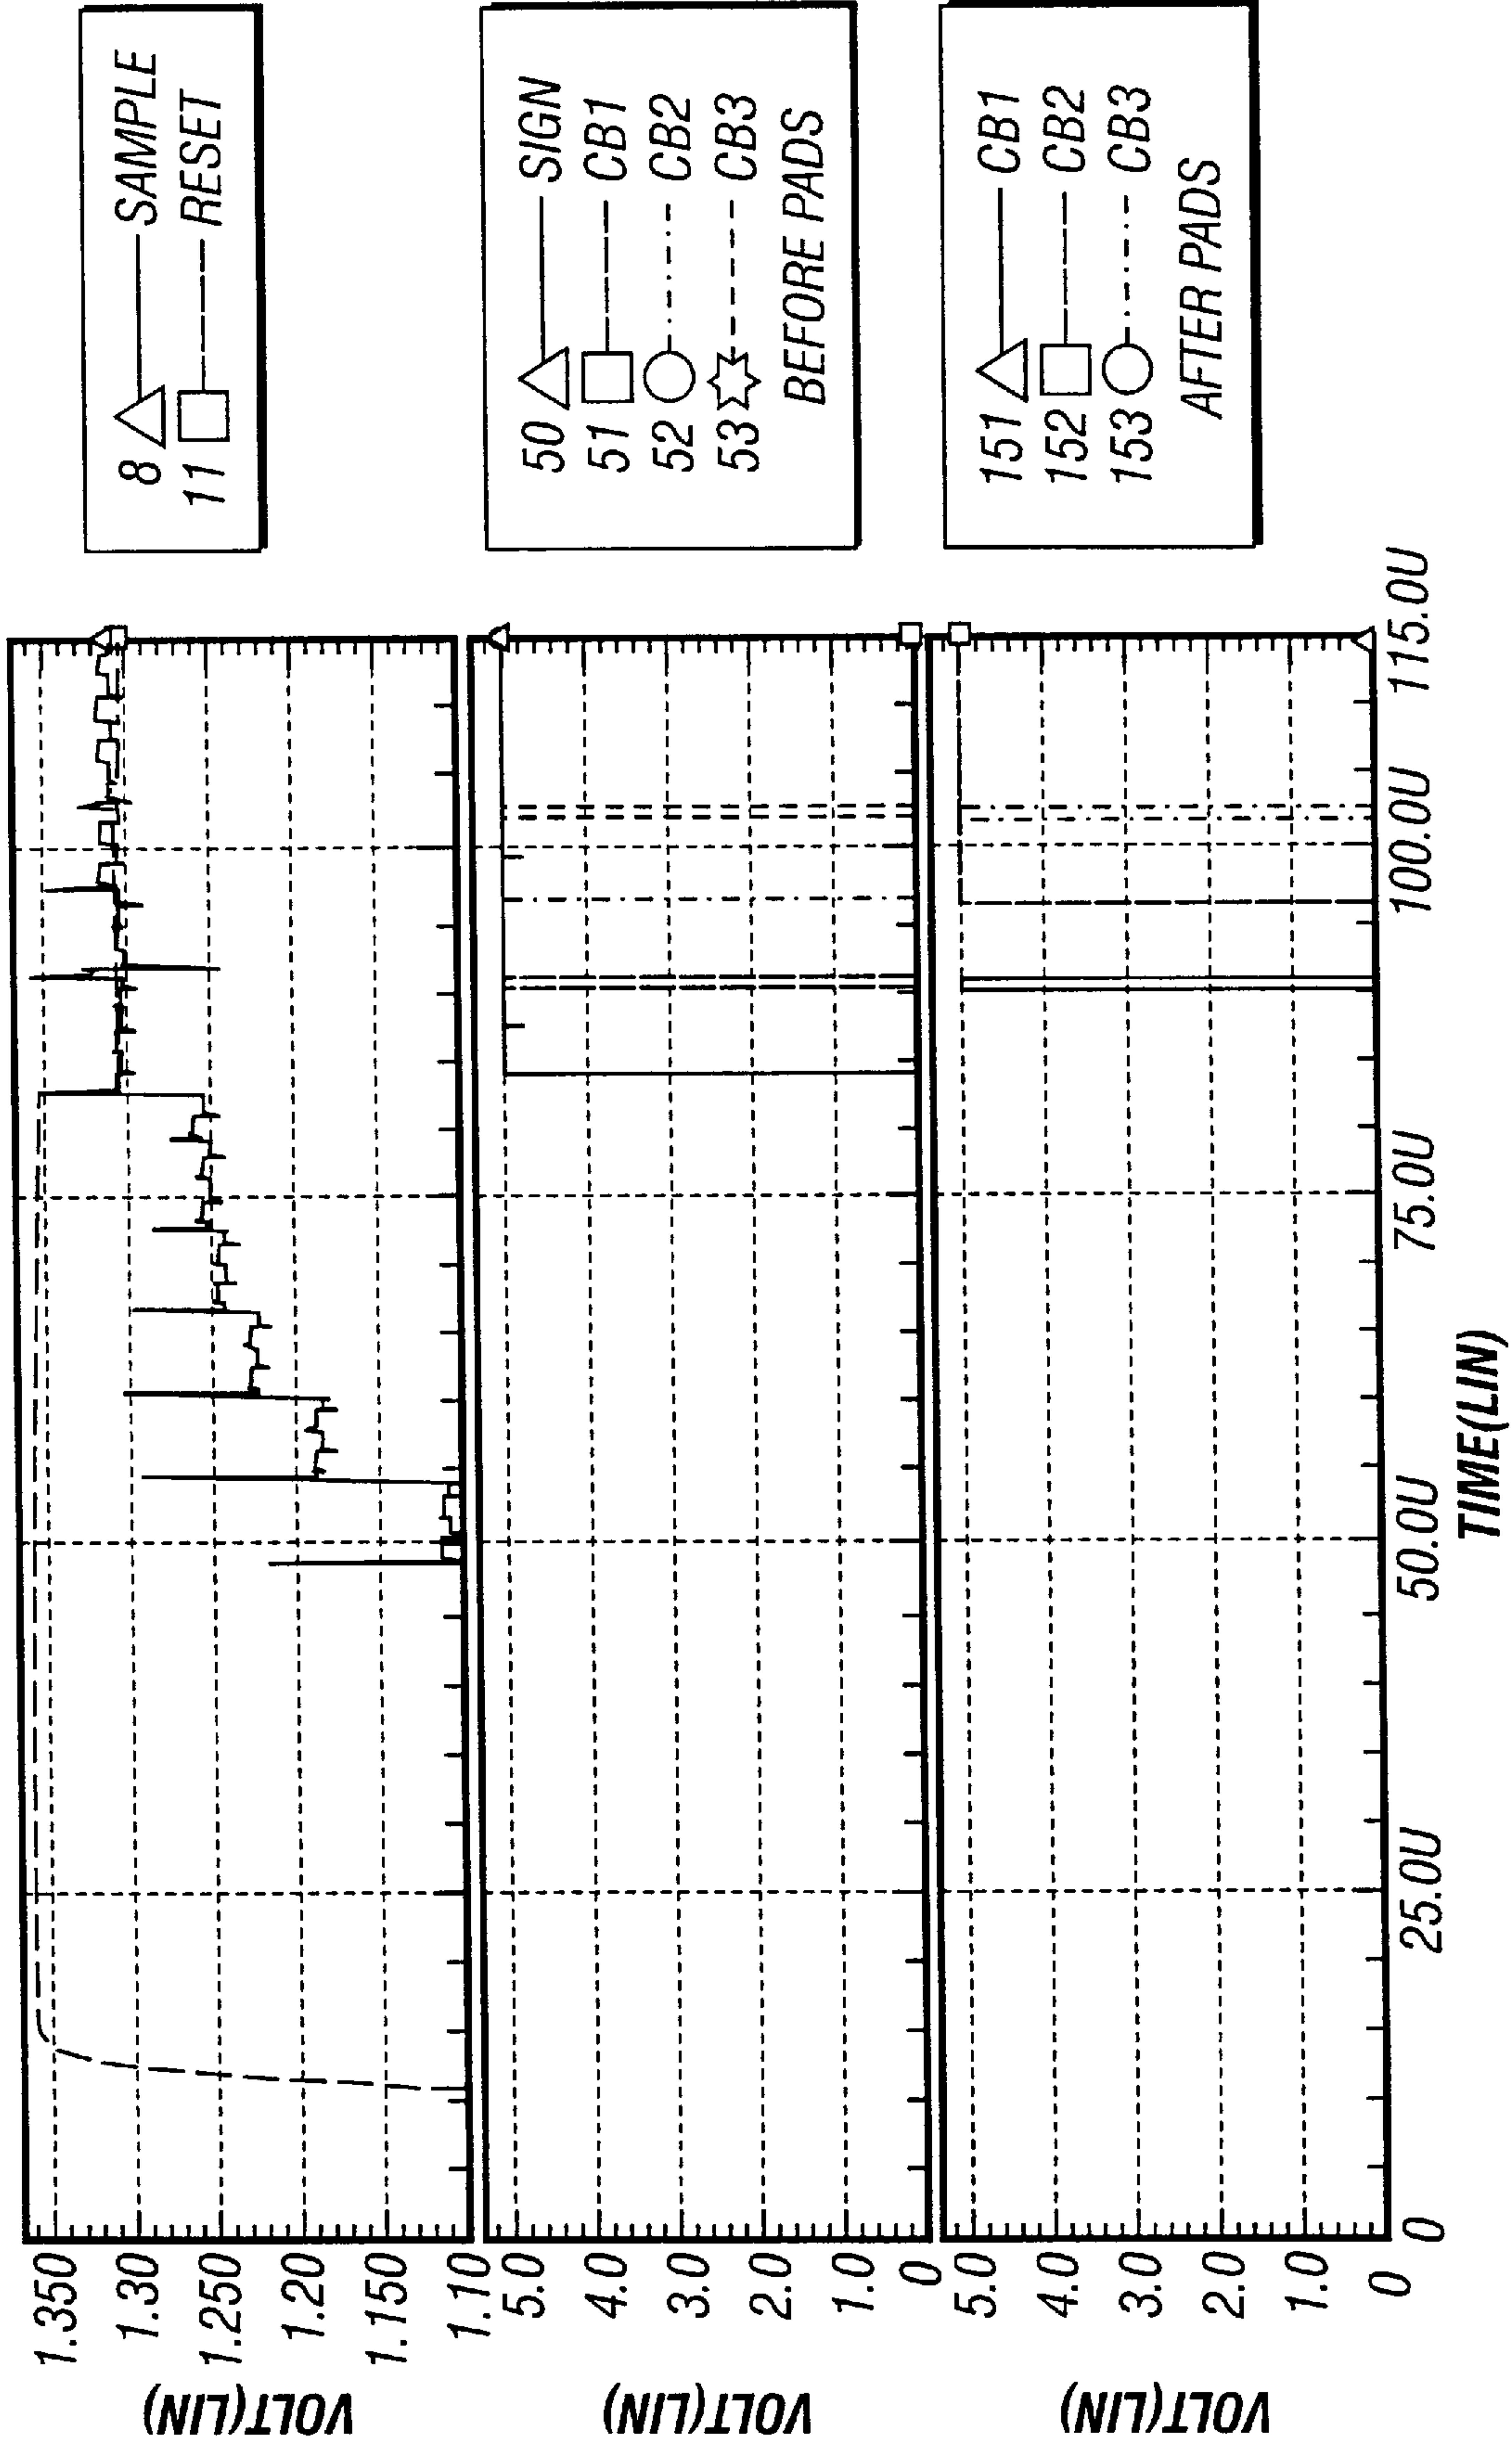 VOLT(LIN)
1.350
1.30
1.250
1.20
1.150
1.10
8 SAMPLE
11 RESET
VOLT(LIN)
5.0
4.0
3.0
2.0
1.0
0
50 SIGN
51 CB1
52 CB2
53 CB3
BEFORE PADS
VOLT(LIN)
5.0
4.0
3.0
2.0
1.0
0
151 CB1
152 CB2
153 CB3
AFTER PADS
0 25.0U 50.0U 75.0U 100.0U 115.0U
TIME(LIN)